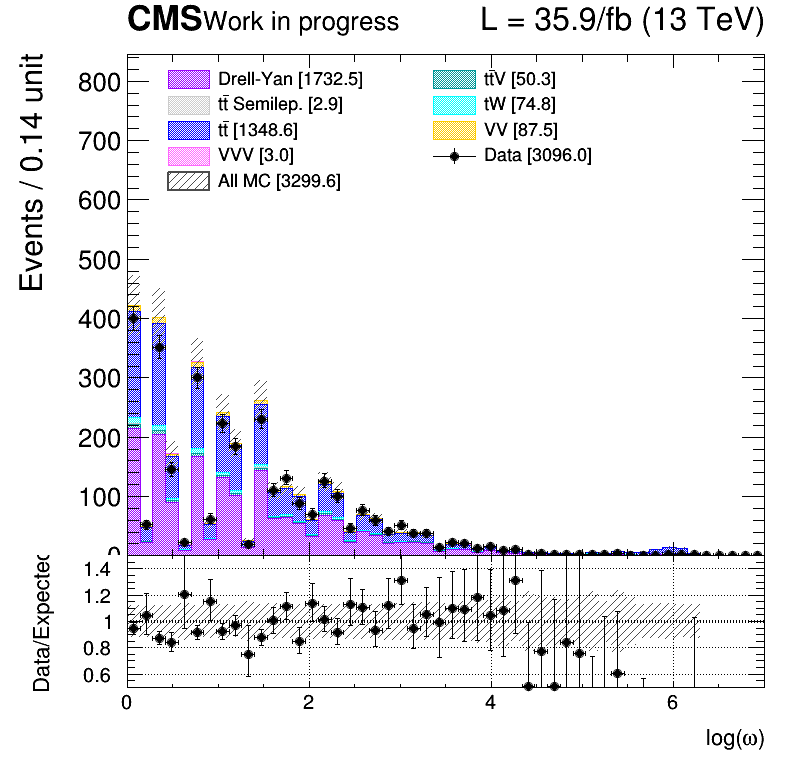 CMS Work in progress L = 35.9/fb (13 TeV)
Drell-Yan [1732.5] tt̄V [50.3]
tt̄ Semilep. [2.9] tW [74.8]
tt̄ [1348.6] VV [87.5]
VVV [3.0] Data [3096.0]
All MC [3299.6]
Events / 0.14 unit
800
700
600
500
400
300
200
100
0
Data/Expected
1.4
1.2
1
0.8
0.6
0 2 4 6
log(ω)